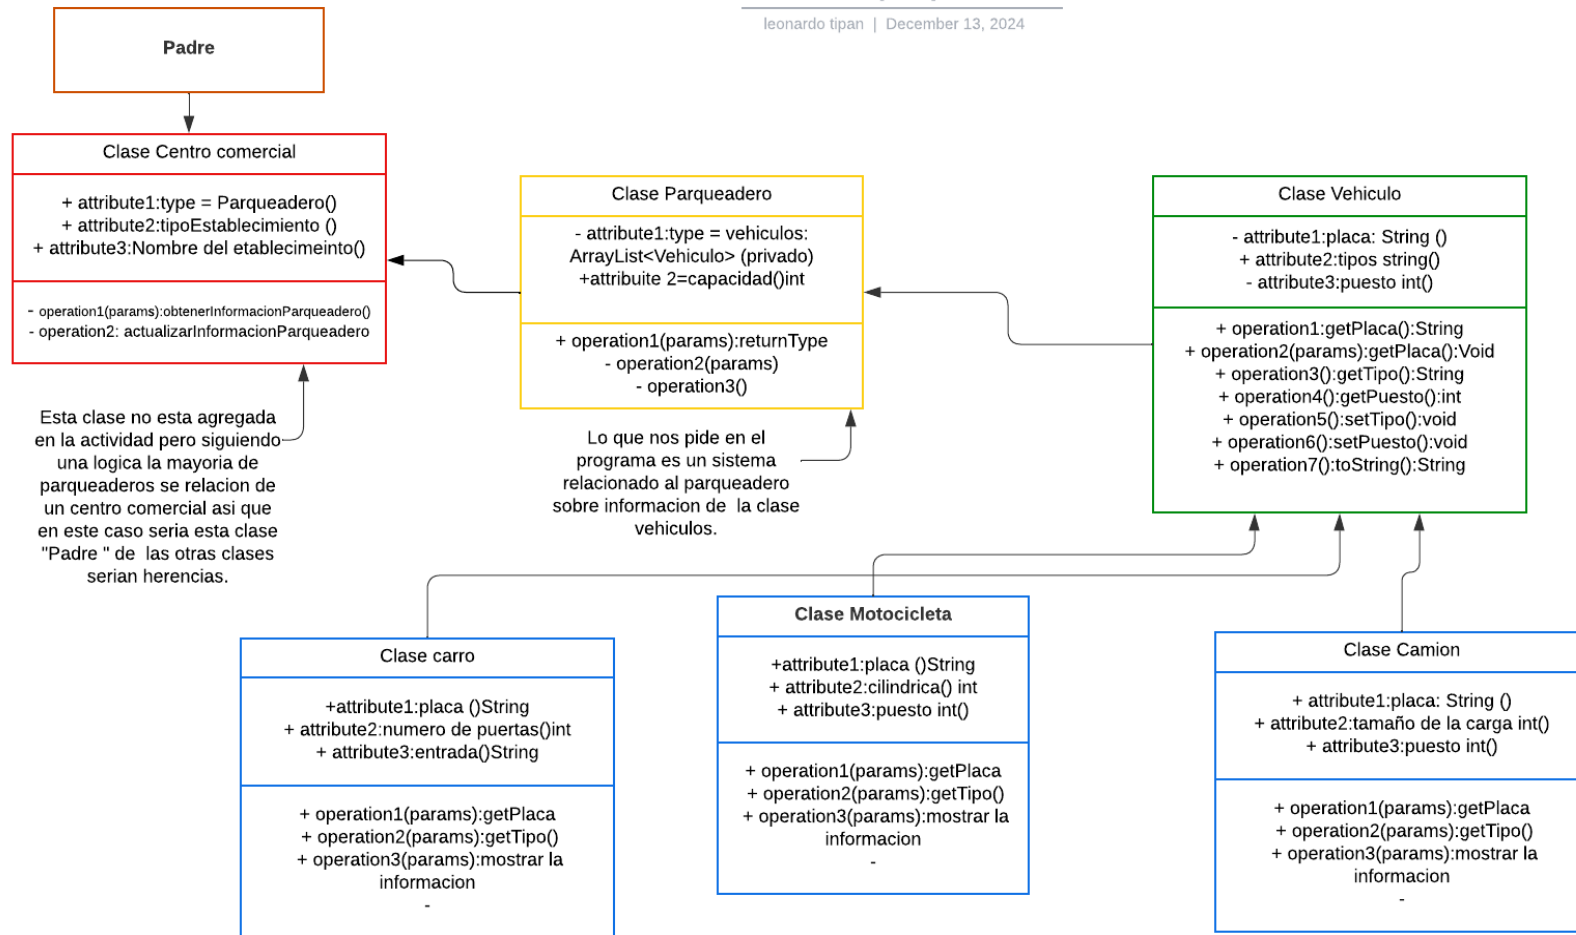 leonardo tipan | December 13, 2024
Padre
Clase Centro comercial
+ attribute1:type = Parqueadero()
+ attribute2:tipoEstablecimiento ()
+ attribute3:Nombre del etablecimeinto()
- operation1(params):obtenerInformacionParqueadero()
- operation2: actualizarInformacionParqueadero
Esta clase no esta agregada
en la actividad pero siguiendo
una logica la mayoria de
parqueaderos se relacion de
un centro comercial asi que
en este caso seria esta clase
"Padre " de las otras clases
serian herencias.
Clase Parqueadero
- attribute1:type = vehiculos:
ArrayList<Vehiculo> (privado)
+attribuite 2=capacidad()int
+ operation1(params):returnType
- operation2(params)
- operation3()
Lo que nos pide en el
programa es un sistema
relacionado al parqueadero
sobre informacion de la clase
vehiculos.
Clase Vehiculo
- attribute1:placa: String ()
+ attribute2:tipos string()
- attribute3:puesto int()
+ operation1:getPlaca():String
+ operation2(params):getPlaca():Void
+ operation3():getTipo():String
+ operation4():getPuesto():int
+ operation5():setTipo():void
+ operation6():setPuesto():void
+ operation7():toString():String
Clase carro
+attribute1:placa ()String
+ attribute2:numero de puertas()int
+ attribute3:entrada()String
+ operation1(params):getPlaca
+ operation2(params):getTipo()
+ operation3(params):mostrar la
informacion
-
Clase Motocicleta
+attribute1:placa ()String
+ attribute2:cilindrica() int
+ attribute3:puesto int()
+ operation1(params):getPlaca
+ operation2(params):getTipo()
+ operation3(params):mostrar la
informacion
-
Clase Camion
+ attribute1:placa: String ()
+ attribute2:tamaño de la carga int()
+ attribute3:puesto int()
+ operation1(params):getPlaca
+ operation2(params):getTipo()
+ operation3(params):mostrar la
informacion
-